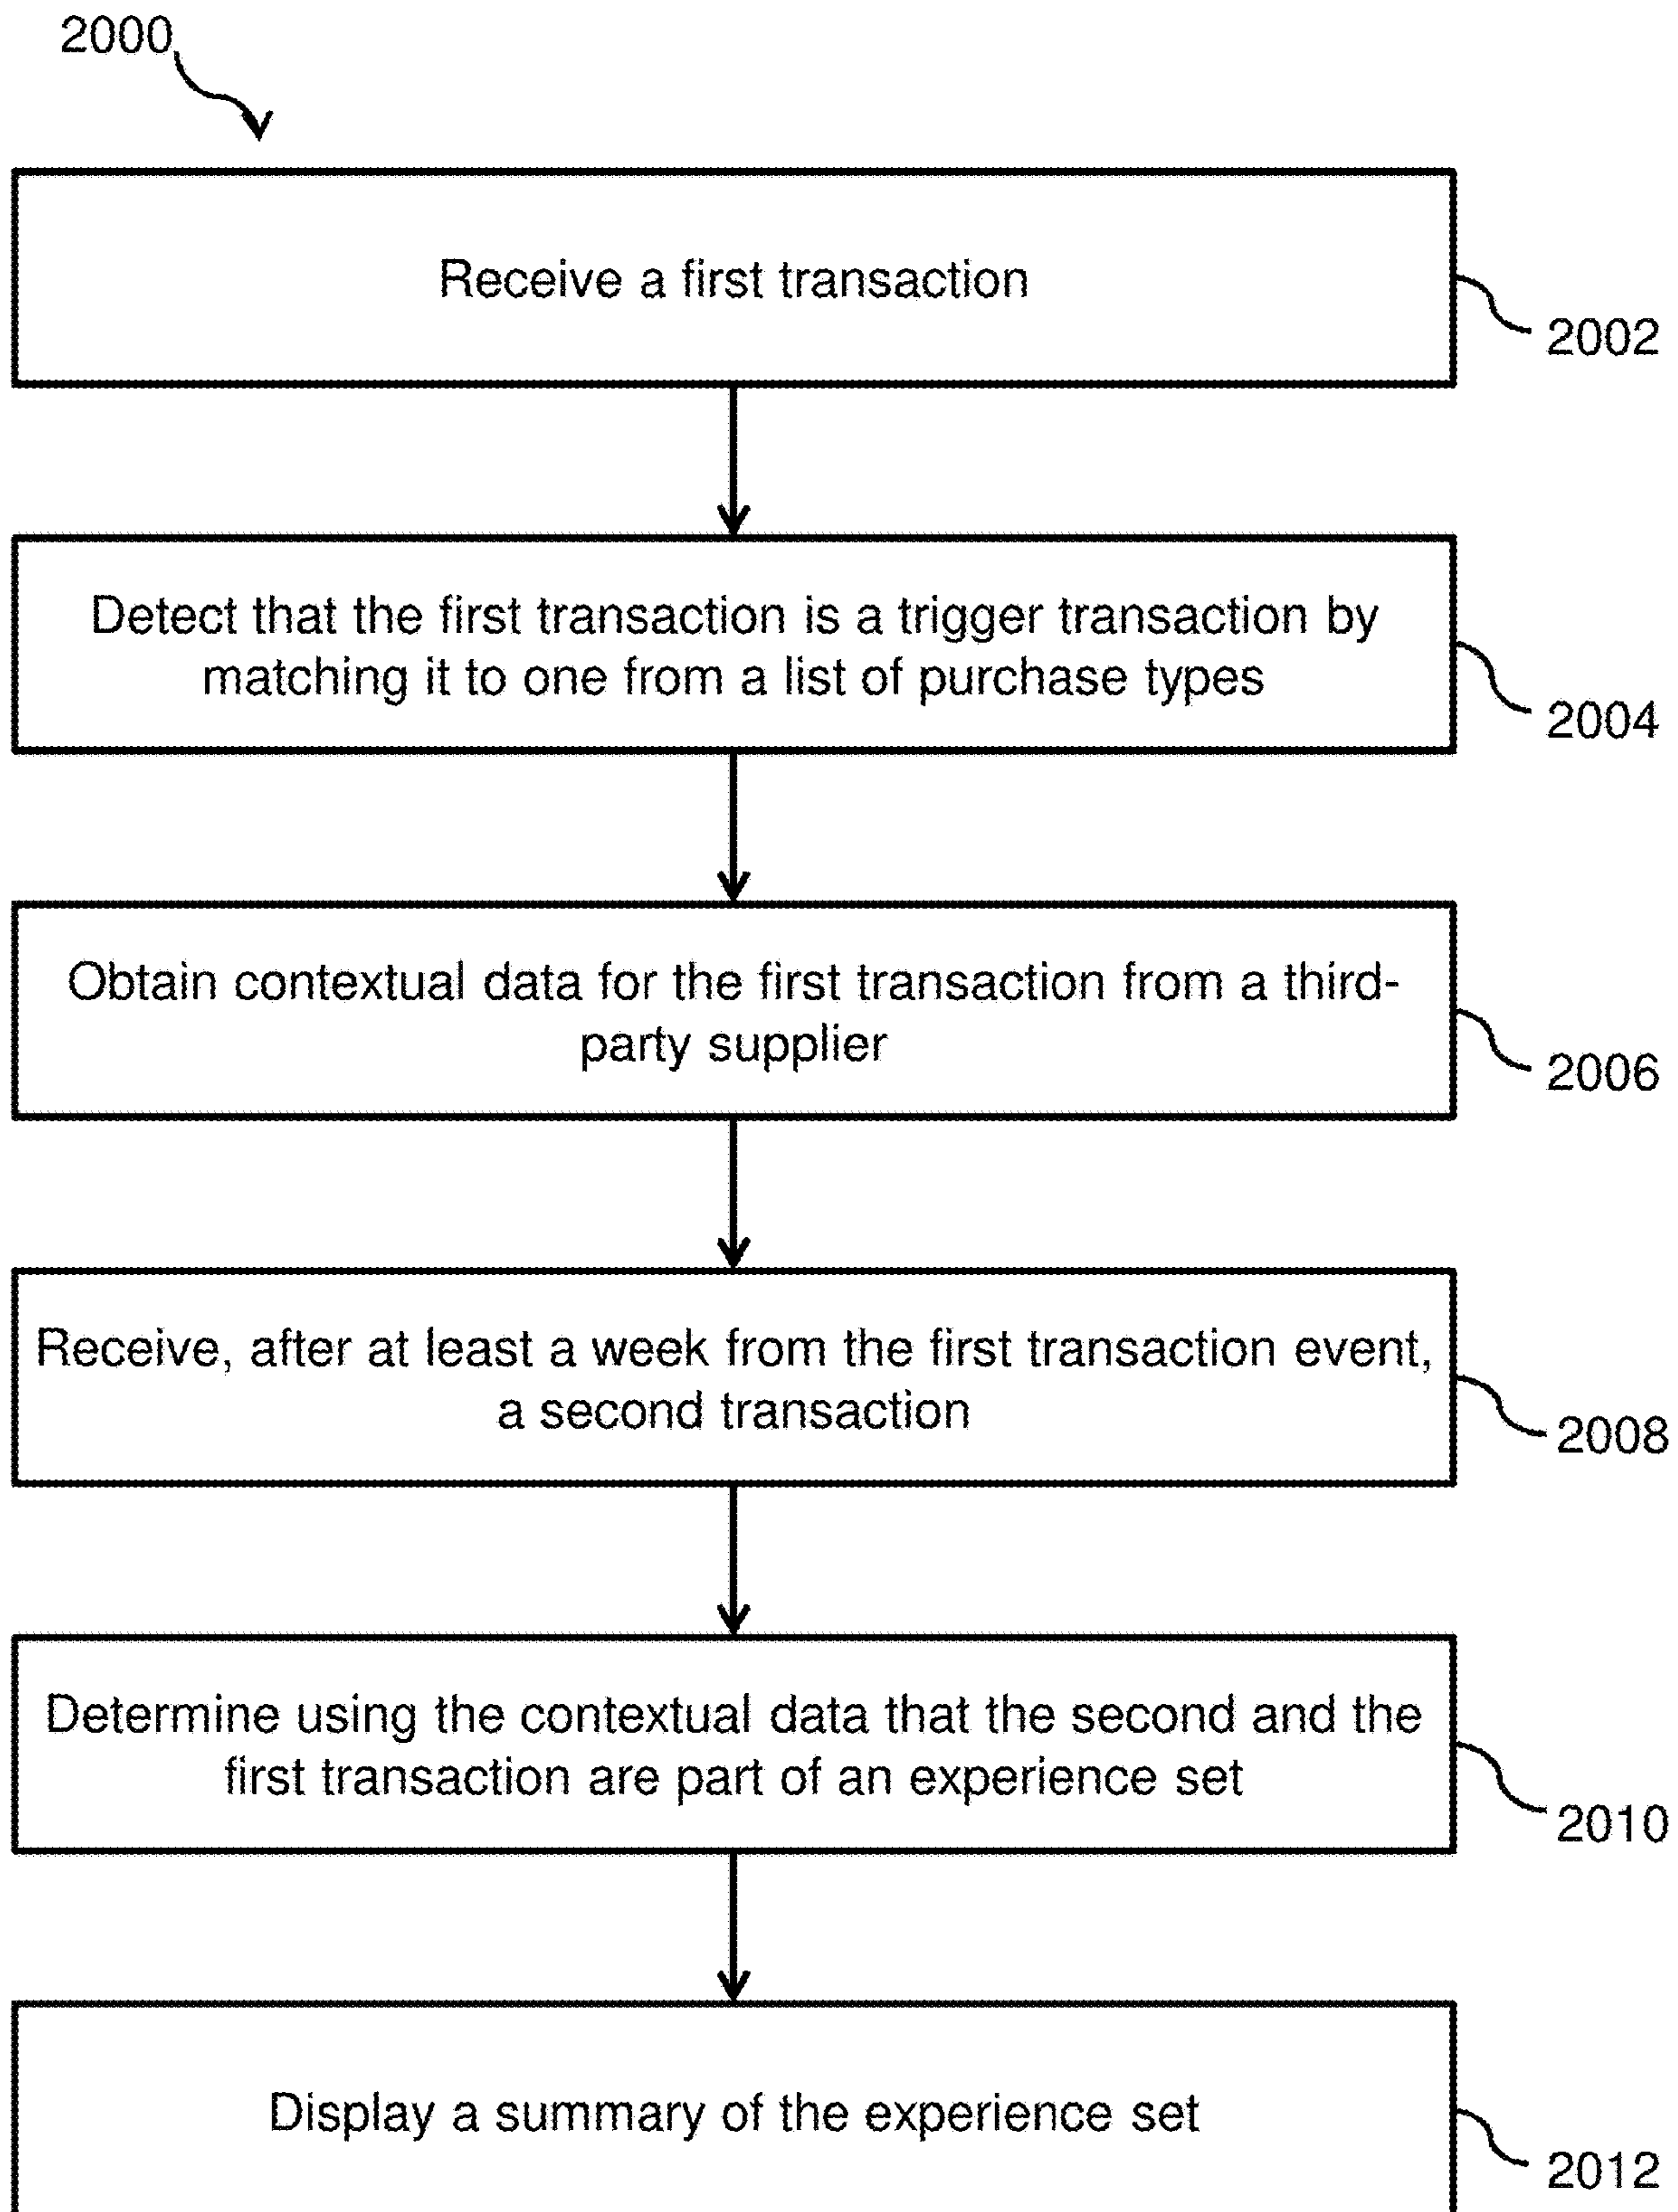 2000
Receive a first transaction
2002
Detect that the first transaction is a trigger transaction by
matching it to one from a list of purchase types
2004
Obtain contextual data for the first transaction from a third-
party supplier
2006
Receive, after at least a week from the first transaction event,
a second transaction
2008
Determine using the contextual data that the second and the
first transaction are part of an experience set
2010
Display a summary of the experience set
2012